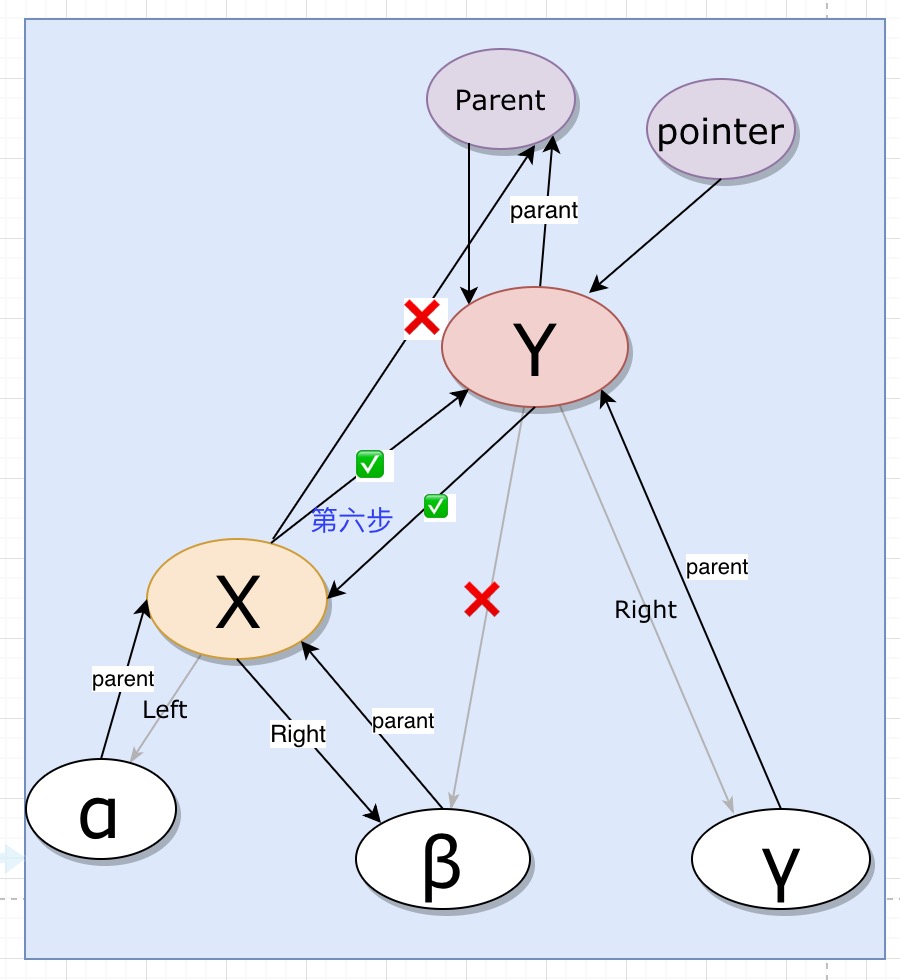 Parent
pointer
parant
Y
第六步
X
parent
Right
parent
Left
Right
parant
α
β
γ